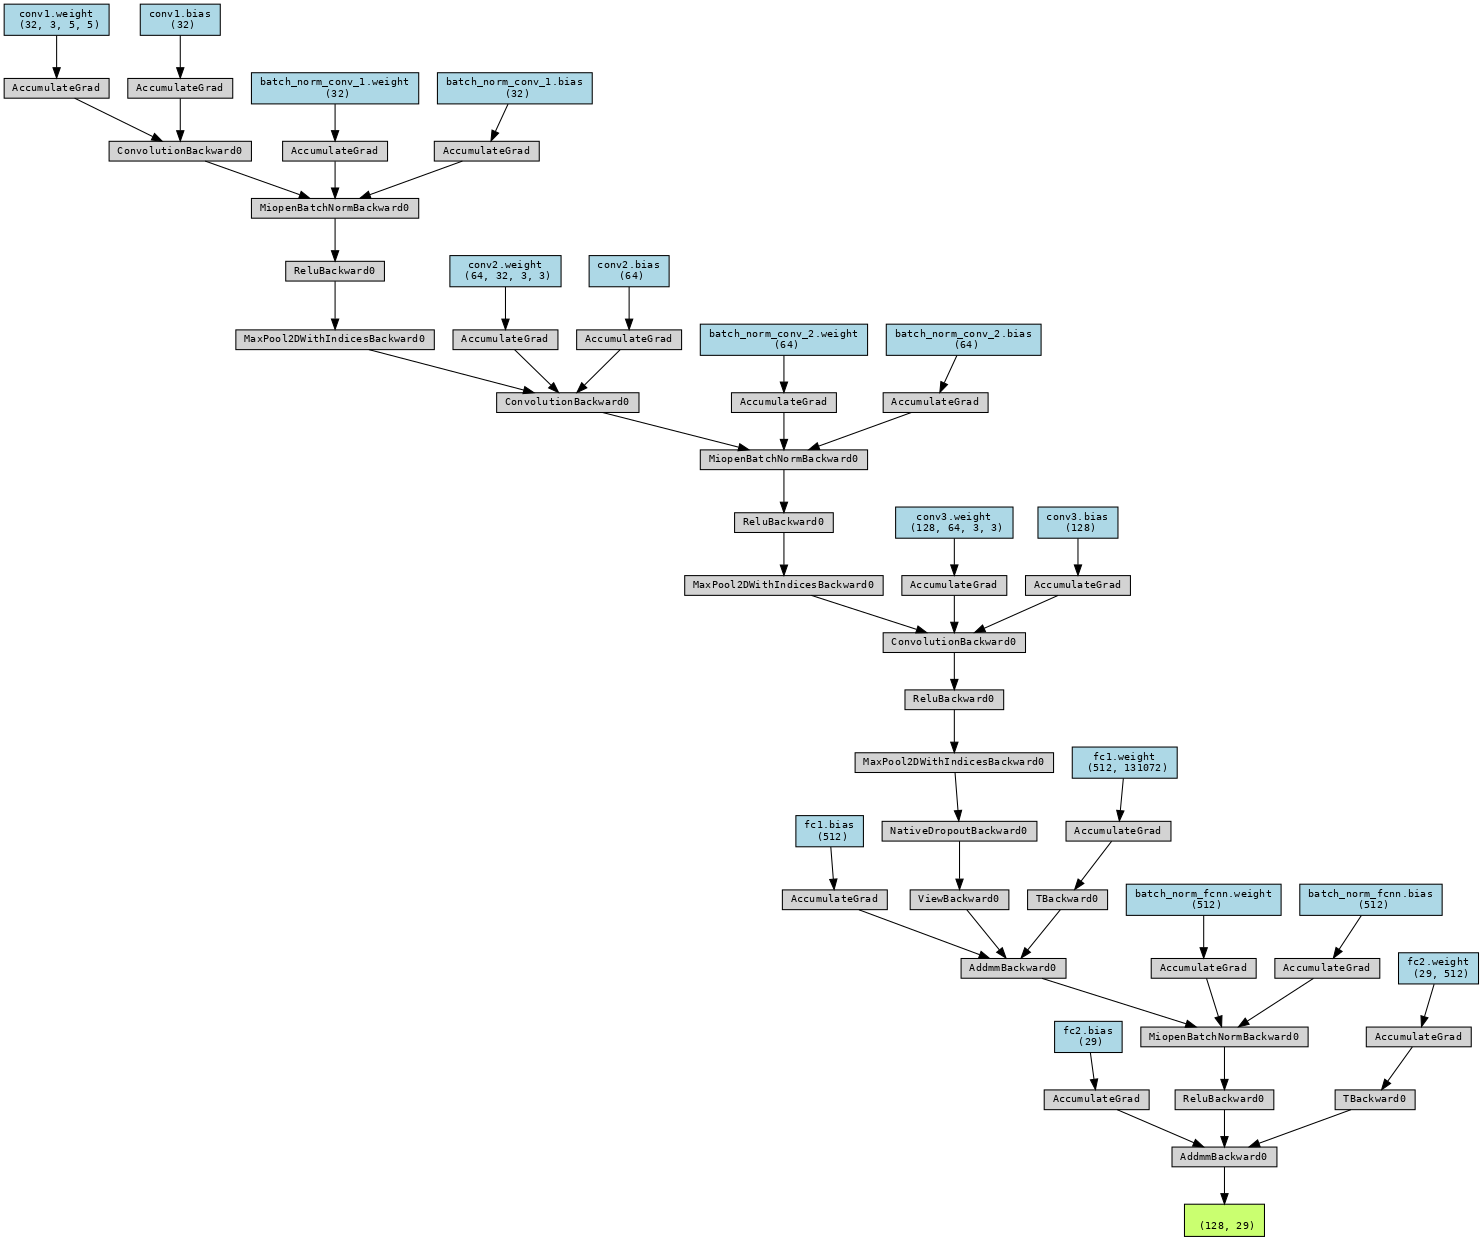 conv1.weight
(32, 3, 5, 5)
conv1.bias
(32)
AccumulateGrad
AccumulateGrad
batch_norm_conv_1.weight
(32)
batch_norm_conv_1.bias
(32)
ConvolutionBackward0
AccumulateGrad
AccumulateGrad
MiopenBatchNormBackward0
ReluBackward0
conv2.weight
(64, 32, 3, 3)
conv2.bias
(64)
MaxPool2DWithIndicesBackward0
AccumulateGrad
AccumulateGrad
batch_norm_conv_2.weight
(64)
batch_norm_conv_2.bias
(64)
ConvolutionBackward0
AccumulateGrad
AccumulateGrad
MiopenBatchNormBackward0
ReluBackward0
conv3.weight
(128, 64, 3, 3)
conv3.bias
(128)
MaxPool2DWithIndicesBackward0
AccumulateGrad
AccumulateGrad
ConvolutionBackward0
ReluBackward0
MaxPool2DWithIndicesBackward0
fc1.weight
(512, 131072)
fc1.bias
(512)
NativeDropoutBackward0
AccumulateGrad
AccumulateGrad
ViewBackward0
TBackward0
batch_norm_fcnn.weight
(512)
batch_norm_fcnn.bias
(512)
AddmmBackward0
AccumulateGrad
AccumulateGrad
fc2.weight
(29, 512)
fc2.bias
(29)
MiopenBatchNormBackward0
AccumulateGrad
AccumulateGrad
ReluBackward0
TBackward0
AddmmBackward0
(128, 29)